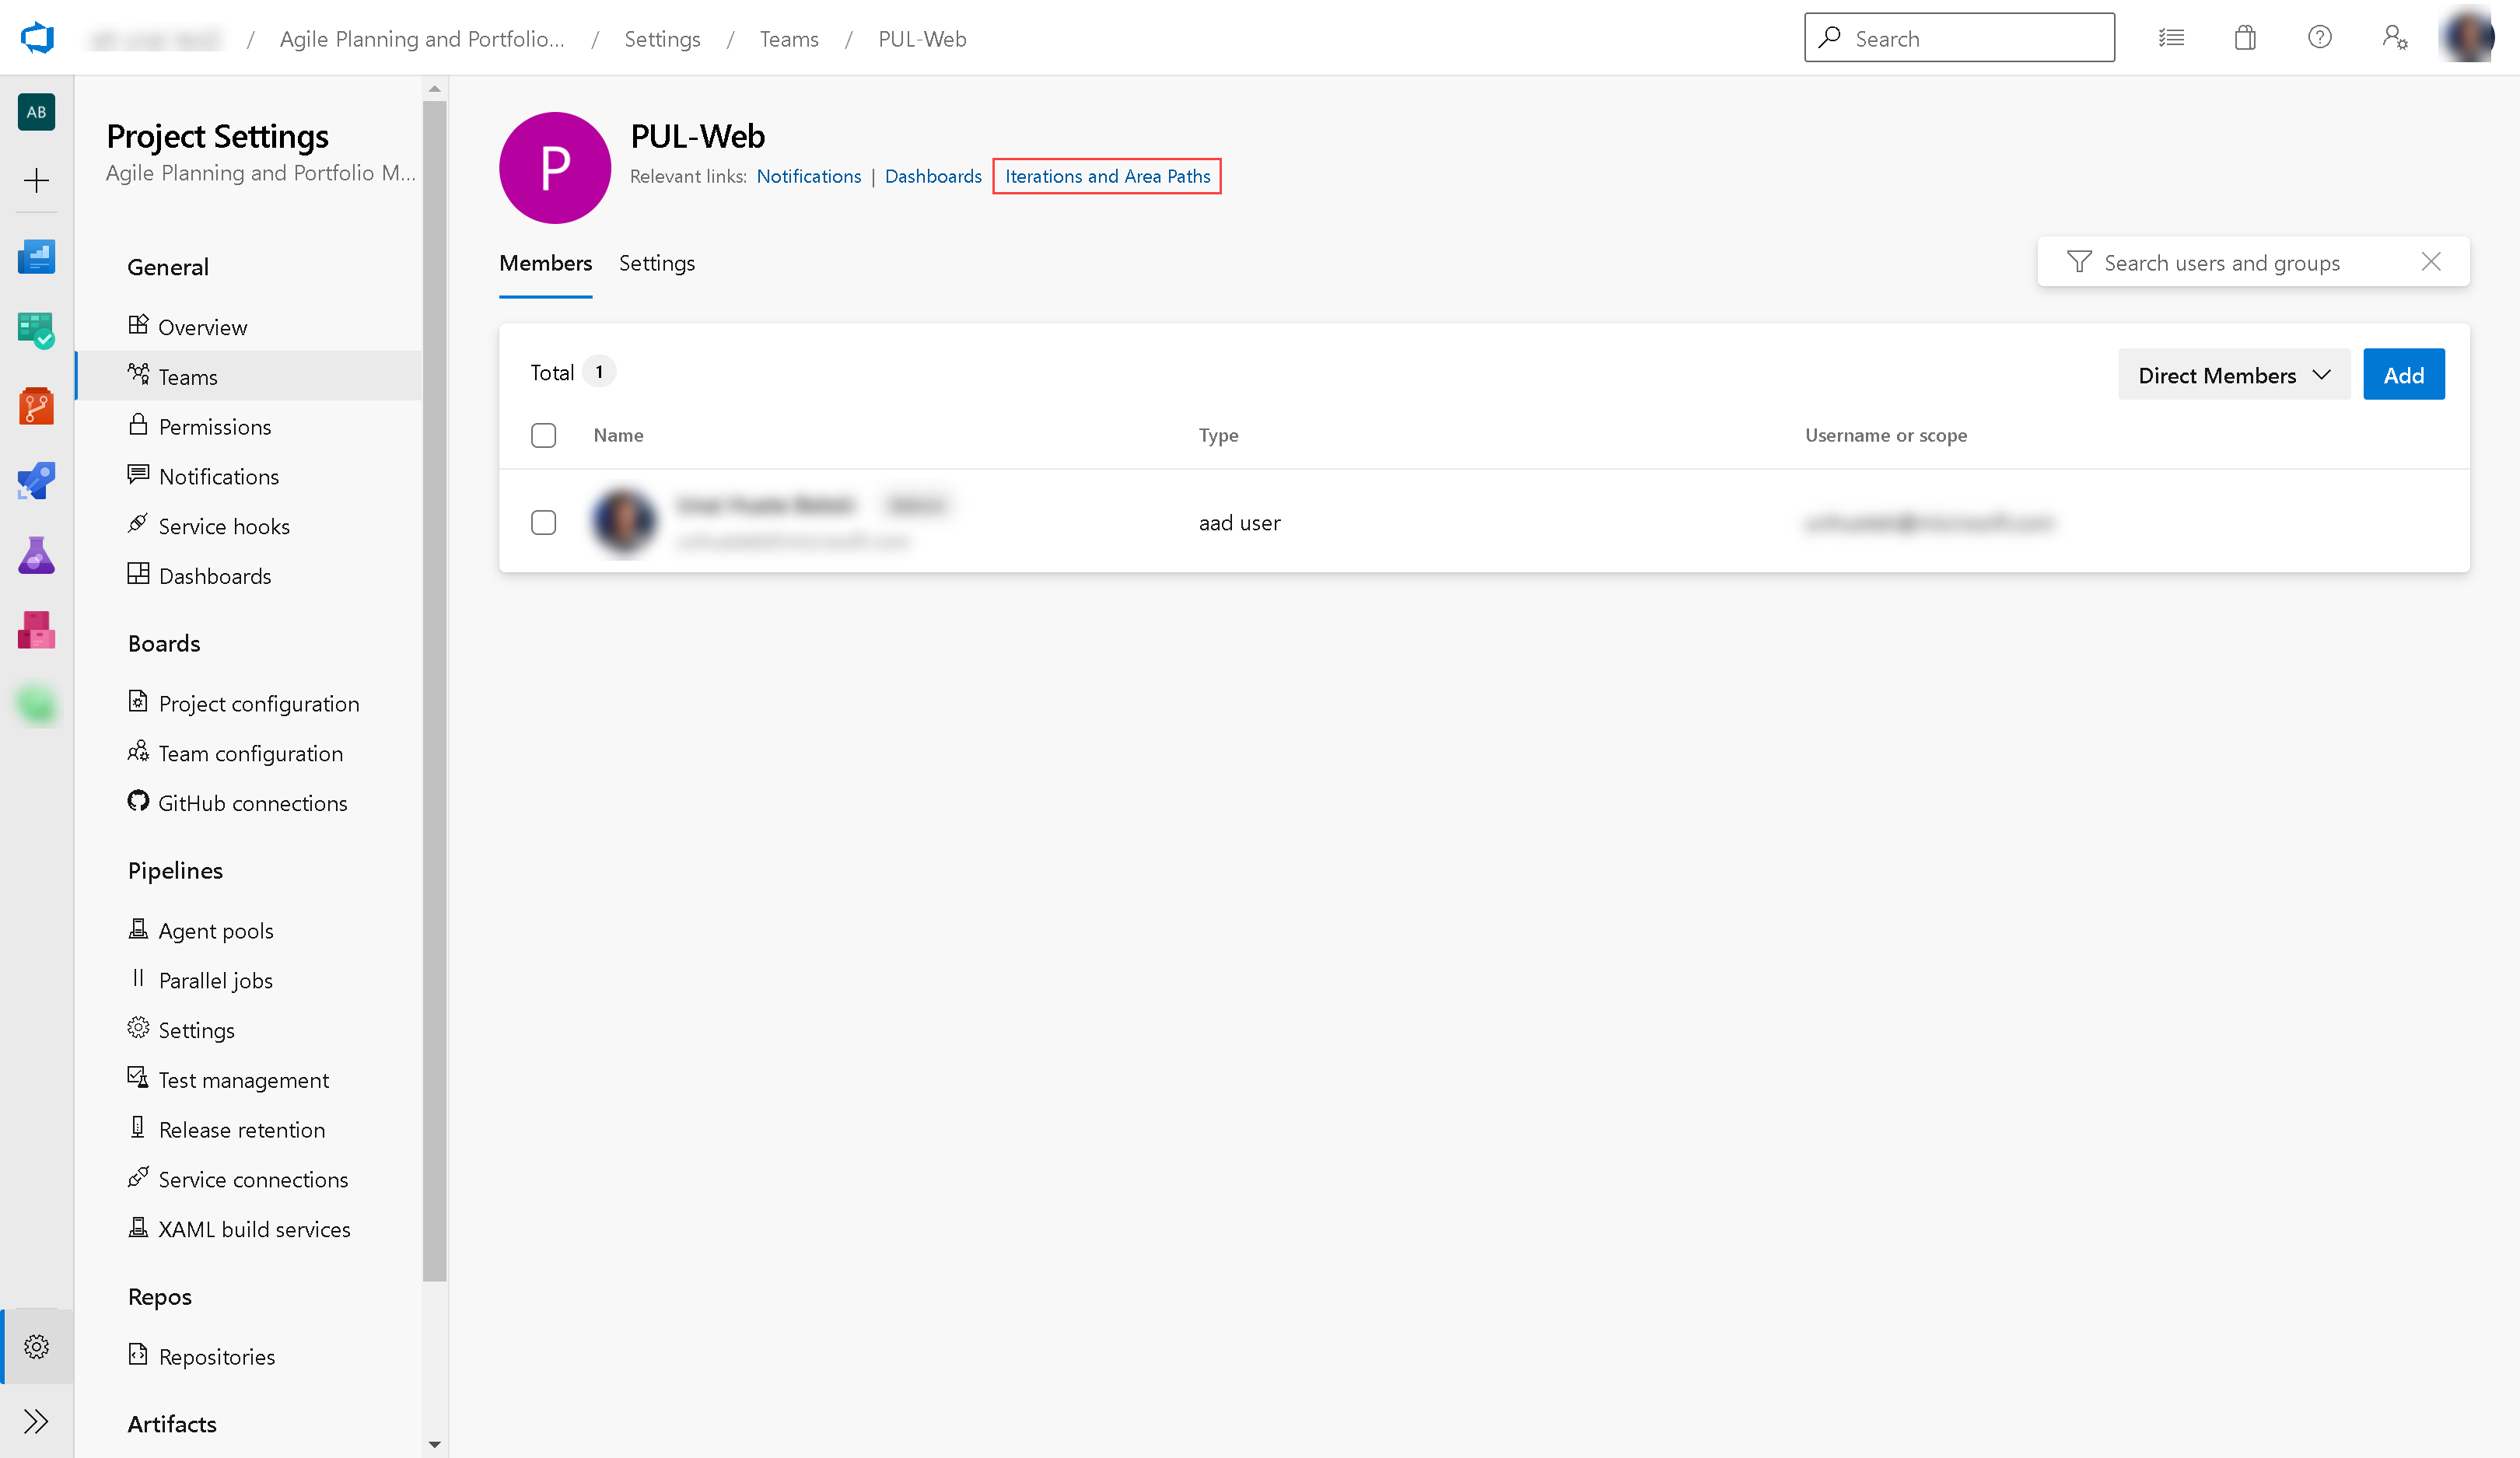 / Agile Planning and Portfolio... / Settings / Teams / PUL-Web
Search
AB
Project Settings
Agile Planning and Portfolio M...
General
Overview
Teams
Permissions
Notifications
Service hooks
Dashboards
Boards
Project configuration
Team configuration
GitHub connections
Pipelines
Agent pools
Parallel jobs
Settings
Test management
Release retention
Service connections
XAML build services
Repos
Repositories
Artifacts
P
PUL-Web
Relevant links: Notifications | Dashboards Iterations and Area Paths
Members Settings
Search users and groups
Total 1
Direct Members Add
Name Type Username or scope
aad user